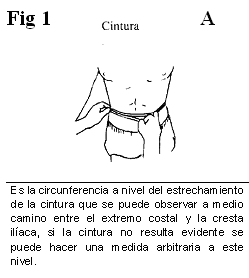 Fig 1
A
Cintura
Es la circunferencia a nivel del estrechamiento
de la cintura que se puede observar a medio
camino entre el extremo costal y la cresta
ilíaca, si la cintura no resulta evidente se
puede hacer una medida arbitraria a este
nivel.